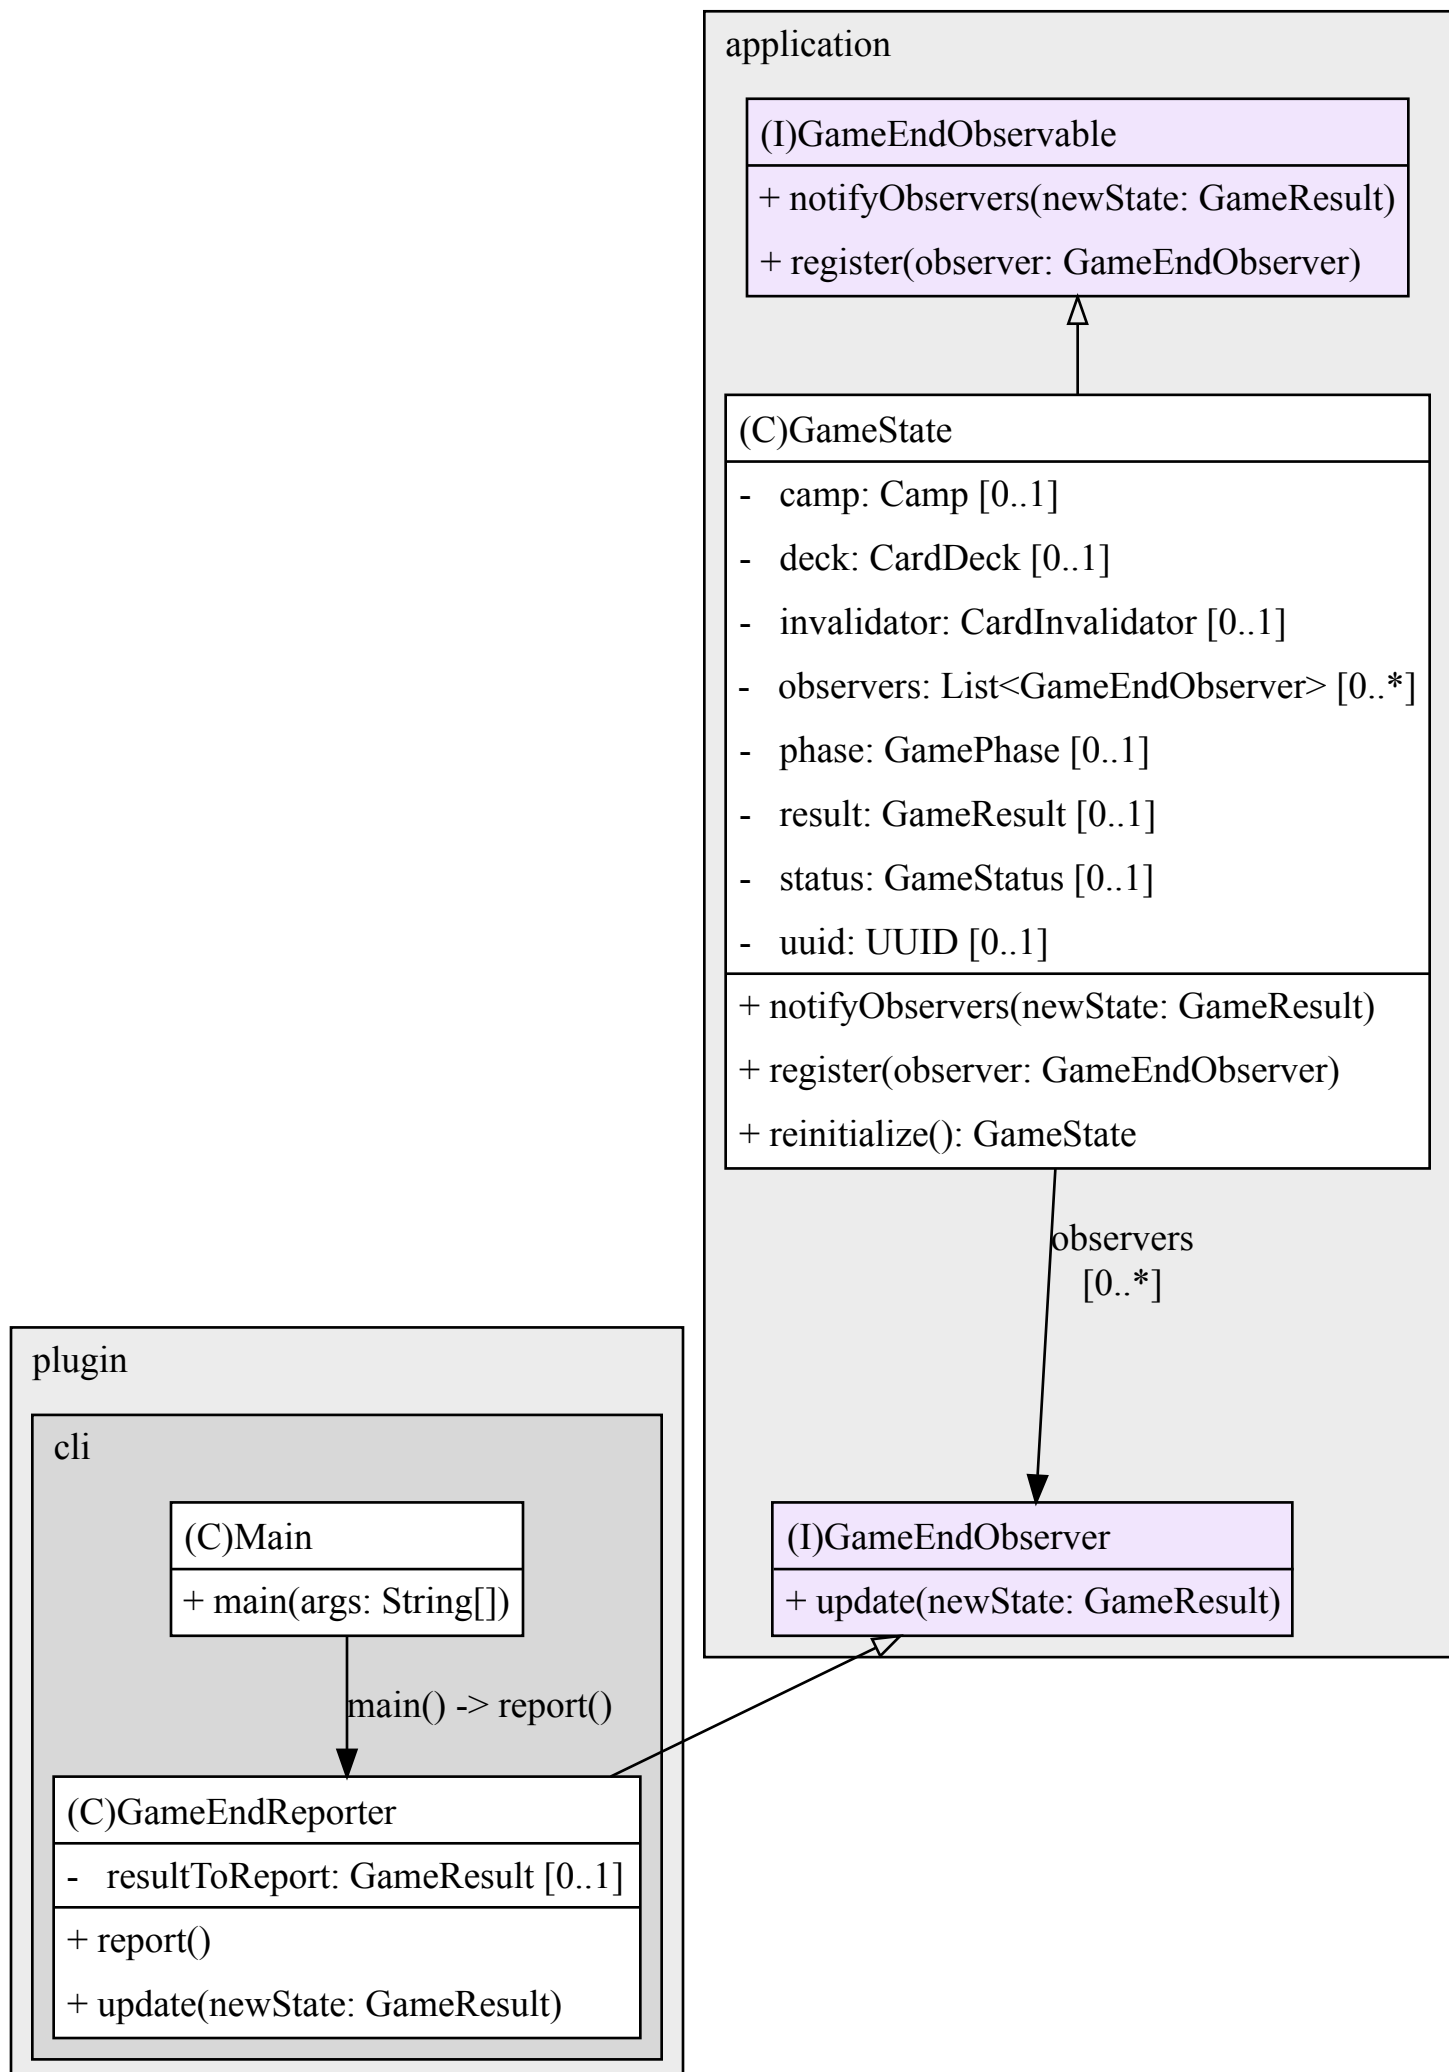 application
(I)GameEndObservable
+ notifyObservers(newState: GameResult)
+ register(observer: GameEndObserver)
(C)GameState
- camp: Camp [0..1]
- deck: CardDeck [0..1]
- invalidator: CardInvalidator [0..1]
- observers: List<GameEndObserver> [0..*]
- phase: GamePhase [0..1]
- result: GameResult [0..1]
- status: GameStatus [0..1]
- uuid: UUID [0..1]
+ notifyObservers(newState: GameResult)
+ register(observer: GameEndObserver)
+ reinitialize(): GameState
observers
[0..*]
plugin
cli
(C)Main
+ main(args: String[])
(I)GameEndObserver
+ update(newState: GameResult)
main() -> report()
(C)GameEndReporter
- resultToReport: GameResult [0..1]
+ report()
+ update(newState: GameResult)